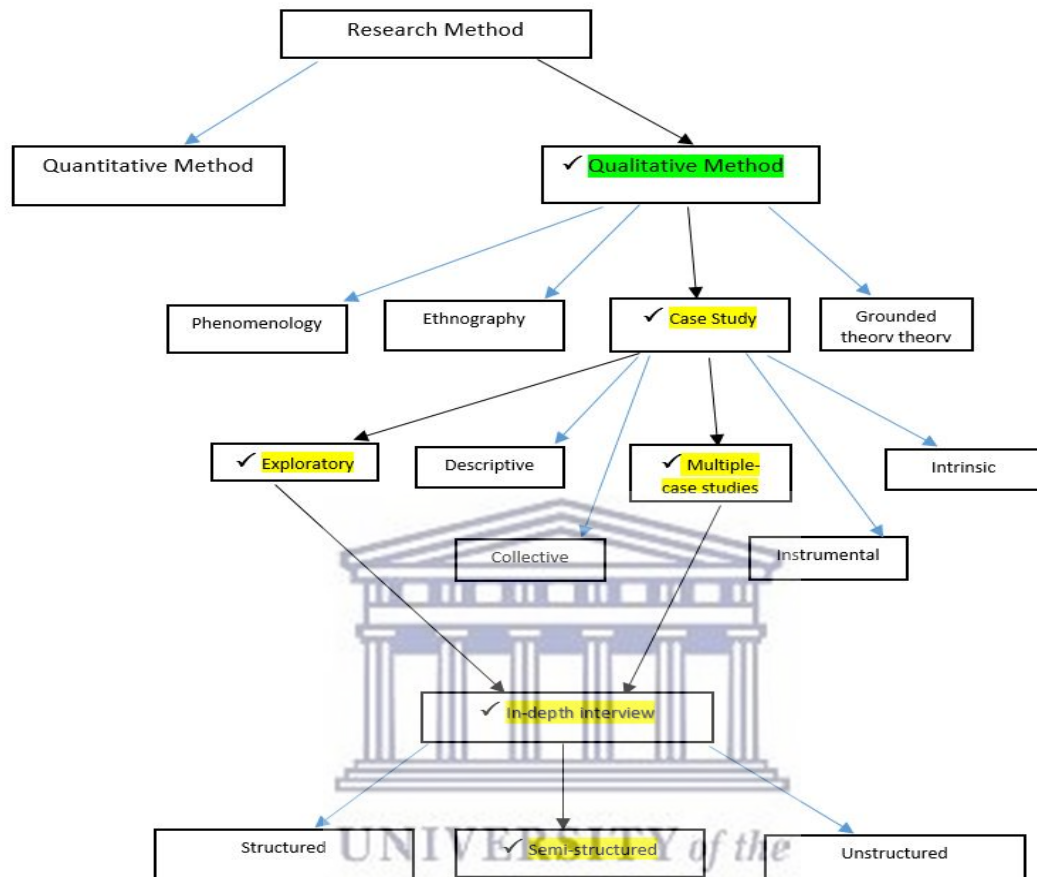 Research Method
Quantitative Method
✓ Qualitative Method
Phenomenology
Ethnography
✓ Case Study
Grounded
theorv theorv
✓ Exploratory
Descriptive
✓ Multiple-
case studies
Intrinsic
Collective
Instrumental
✓ In-depth interview
Structured
✓ Semi-structured
Unstructured
UNIVERSITY of the